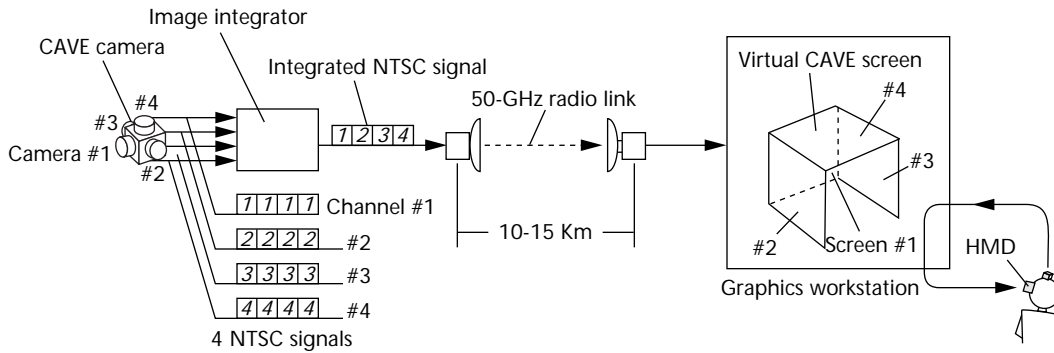 Image integrator
CAVE camera
#4
#3
Camera #1
#2
Integrated NTSC signal
1 2 3 4
50-GHz radio link
10-15 Km
1 1 1 1 Channel #1
2 2 2 2 #2
3 3 3 3 #3
4 4 4 4 #4
4 NTSC signals
Virtual CAVE screen
#4
#3
#2
Screen #1
Graphics workstation
HMD